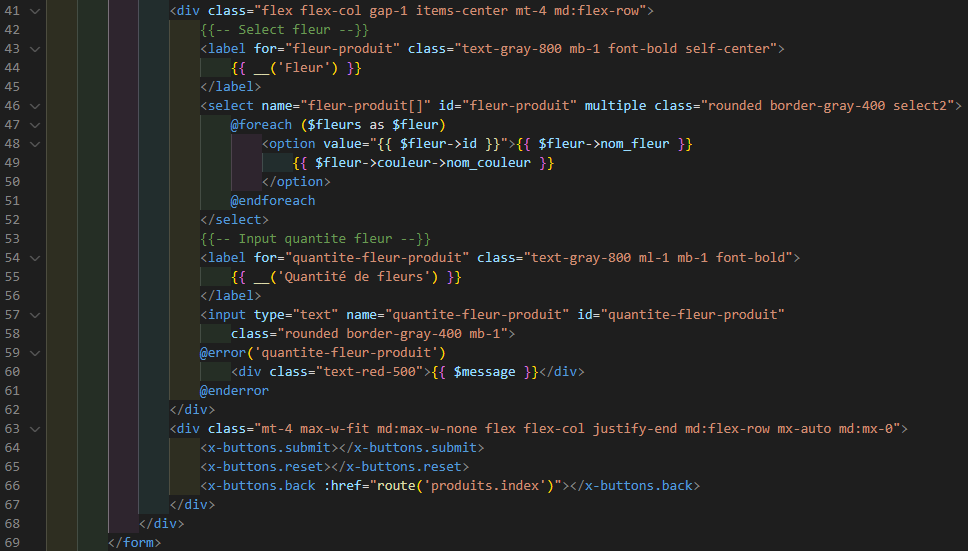 41 <div class="flex flex-col gap-1 items-center mt-4 md:flex-row">
42 {{-- Select fleur --}}
43 <label for="fleur-produit" class="text-gray-800 mb-1 font-bold self-center">
44 {{ __('Fleur') }}
45 </label>
46 <select name="fleur-produit[]" id="fleur-produit" multiple class="rounded border-gray-400 select2">
47 @foreach ($fleurs as $fleur)
48 <option value="{{ $fleur->id }}">{{ $fleur->nom_fleur }}
49 {{ $fleur->couleur->nom_couleur }}
50 </option>
51 @endforeach
52 </select>
53 {{-- Input quantite fleur --}}
54 <label for="quantite-fleur-produit" class="text-gray-800 ml-1 mb-1 font-bold">
55 {{ __('Quantité de fleurs') }}
56 </label>
57 <input type="text" name="quantite-fleur-produit" id="quantite-fleur-produit"
58 class="rounded border-gray-400 mb-1">
59 @error('quantite-fleur-produit')
60 <div class="text-red-500">{{ $message }}</div>
61 @enderror
62 </div>
63 <div class="mt-4 max-w-fit md:max-w-none flex flex-col justify-end md:flex-row mx-auto md:mx-0">
64 <x-buttons.submit></x-buttons.submit>
65 <x-buttons.reset></x-buttons.reset>
66 <x-buttons.back :href="route('produits.index')"></x-buttons.back>
67 </div>
68 </div>
69 </form>